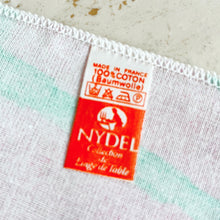 MADE IN FRANCE
100% COTON
(Baumwolle)
NYDEL
Collection
de
Linge de Table